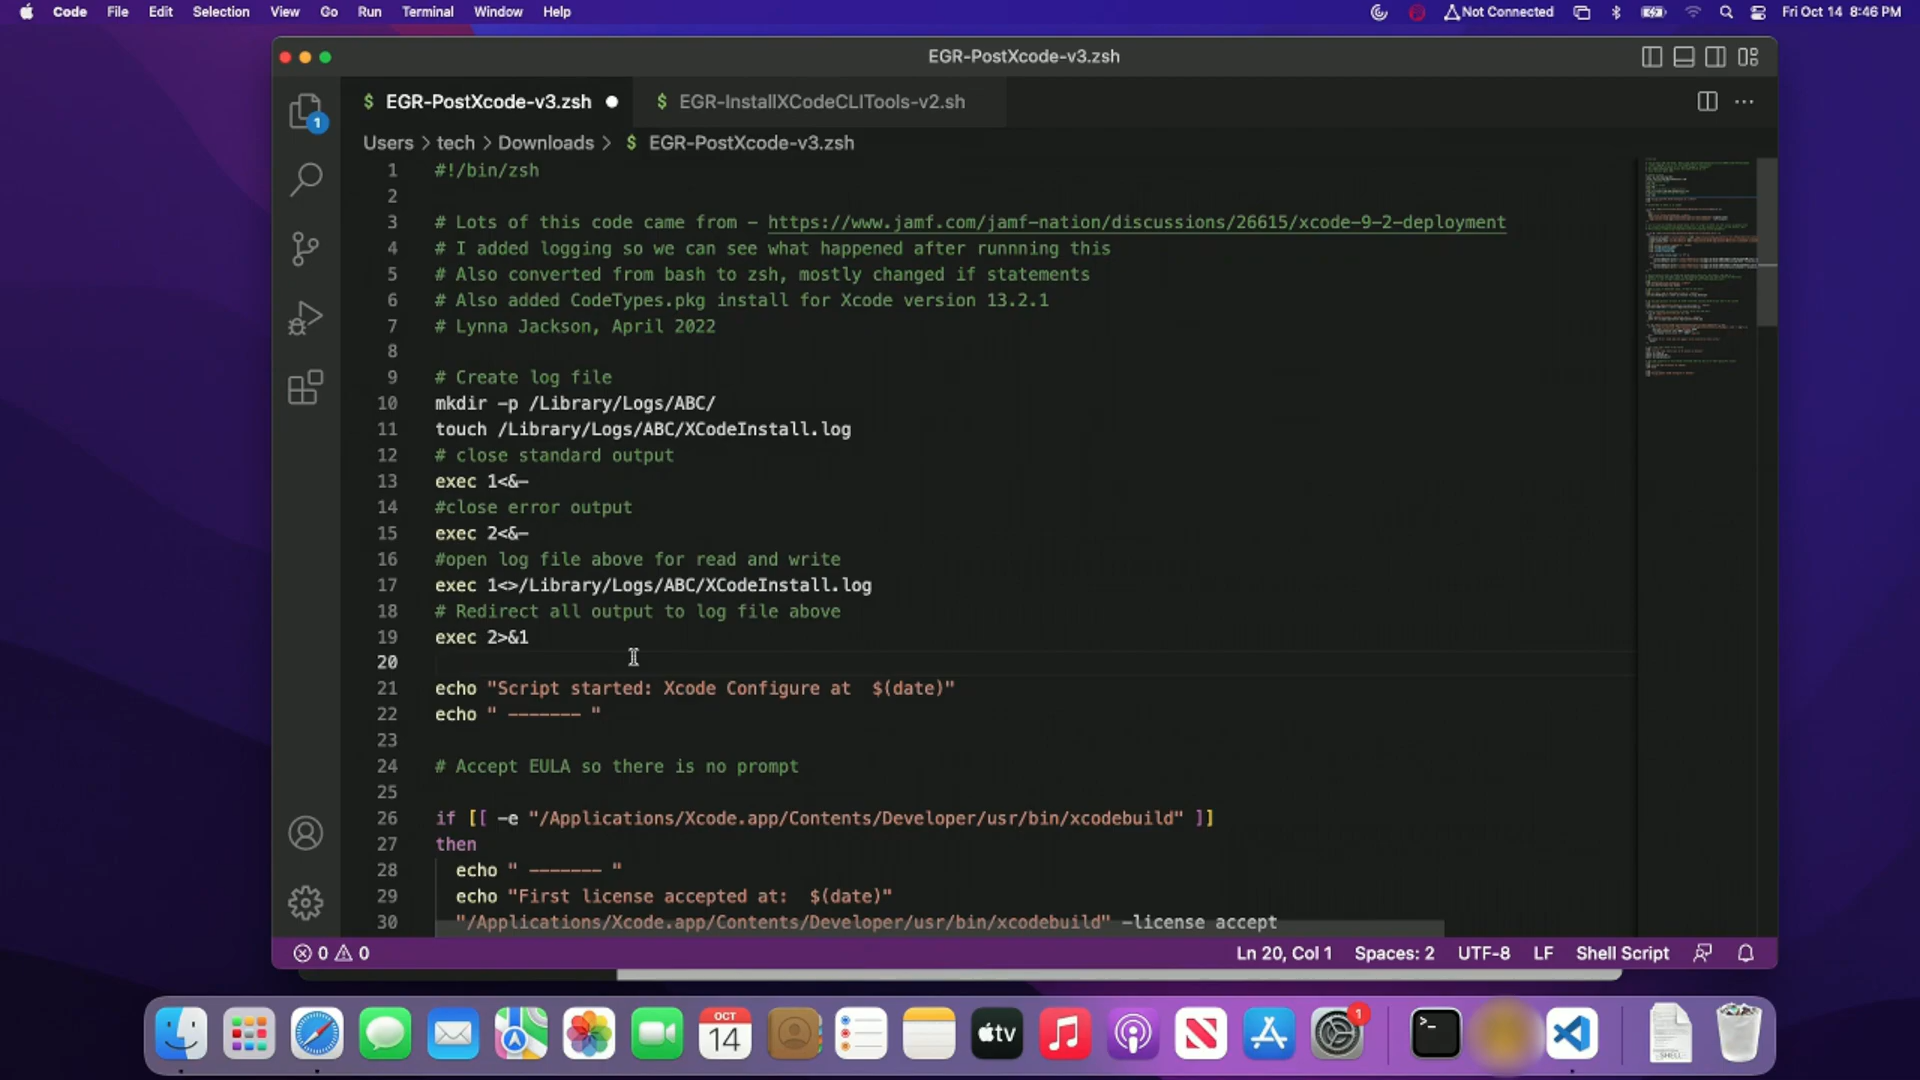 Code File Edit Selection View Go Run Terminal Window Help Not Connected Fri Oct 14 8:46 PM
EGR-PostXcode-v3.zsh
$ EGR-PostXcode-v3.zsh $ EGR-InstallXCodeCLITools-v2.sh
1
Users > tech > Downloads > $ EGR-PostXcode-v3.zsh
1 #!/bin/zsh
2
3 # Lots of this code came from - https://www.jamf.com/jamf-nation/discussions/26615/xcode-9-2-deployment
4 # I added logging so we can see what happened after runnning this
5 # Also converted from bash to zsh, mostly changed if statements
6 # Also added CodeTypes.pkg install for Xcode version 13.2.1
7 # Lynna Jackson, April 2022
8
9 # Create log file
10 mkdir -p /Library/Logs/ABC/
11 touch /Library/Logs/ABC/XCodeInstall.log
12 # close standard output
13 exec 1<&-
14 #close error output
15 exec 2<&-
16 #open log file above for read and write
17 exec 1<>/Library/Logs/ABC/XCodeInstall.log
18 # Redirect all output to log file above
19 exec 2>&1
20
21 echo "Script started: Xcode Configure at  $(date)"
22 echo " ------- "
23
24 # Accept EULA so there is no prompt
25
26 if [[ -e "/Applications/Xcode.app/Contents/Developer/usr/bin/xcodebuild" ]]
27 then
28 echo " ------- "
29 echo "First license accepted at:  $(date)"
30 "/Applications/Xcode.app/Contents/Developer/usr/bin/xcodebuild" -license accept
0 0 Ln 20, Col 1 Spaces: 2 UTF-8 LF Shell Script
OCT
14
tv
1
>_
SHELL